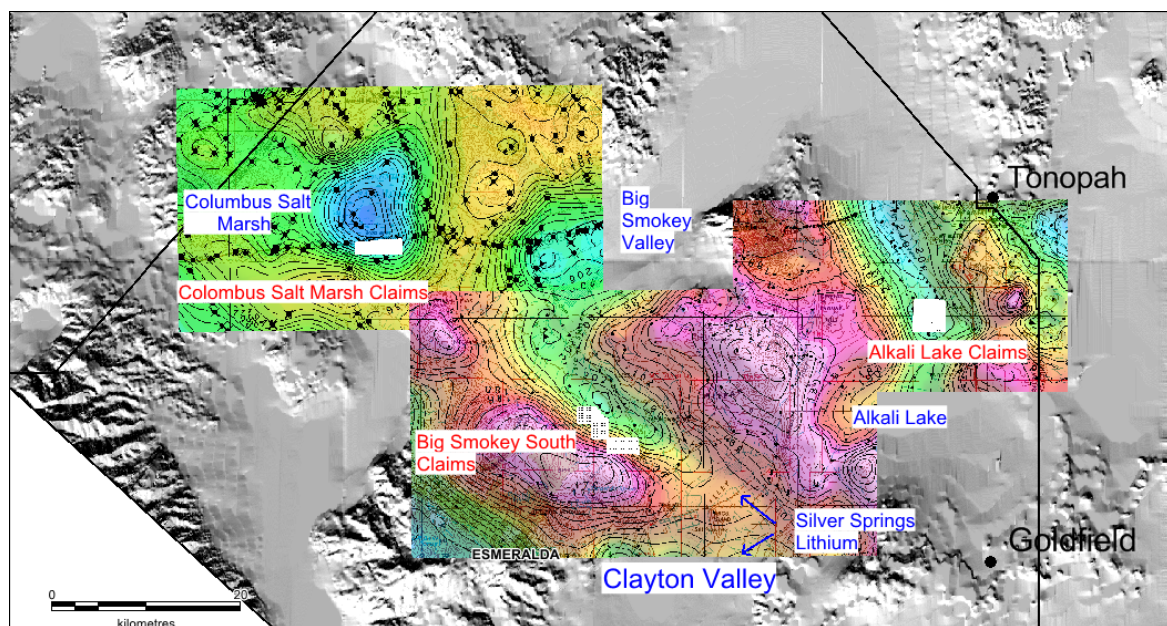 Tonopah
Columbus Salt
Marsh
Big
Smokey
Valley
Colombus Salt Marsh Claims
Alkali Lake Claims
Alkali Lake
Big Smokey South
Claims
Silver Springs
Lithium
ESMERALDA
Goldfield
Clayton Valley
0
20
kilometres